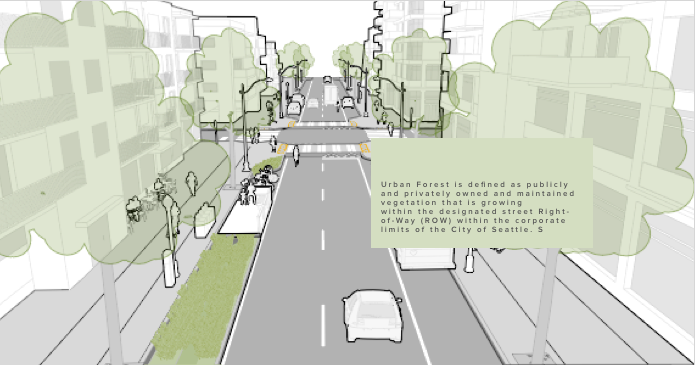 Urban Forest is defined as publicly
and privately owned and maintained
vegetation that is growing
within the designated street Right-
of-Way (ROW) within the corporate
limits of the City of Seattle. S